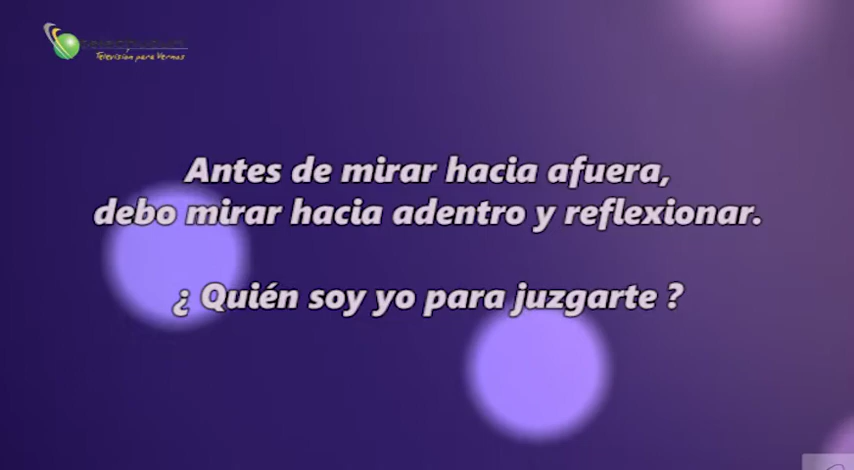 Televisión para Vernos
Antes de mirar hacia afuera,
debo mirar hacia adentro y reflexionar.
¿ Quién soy yo para juzgarte ?